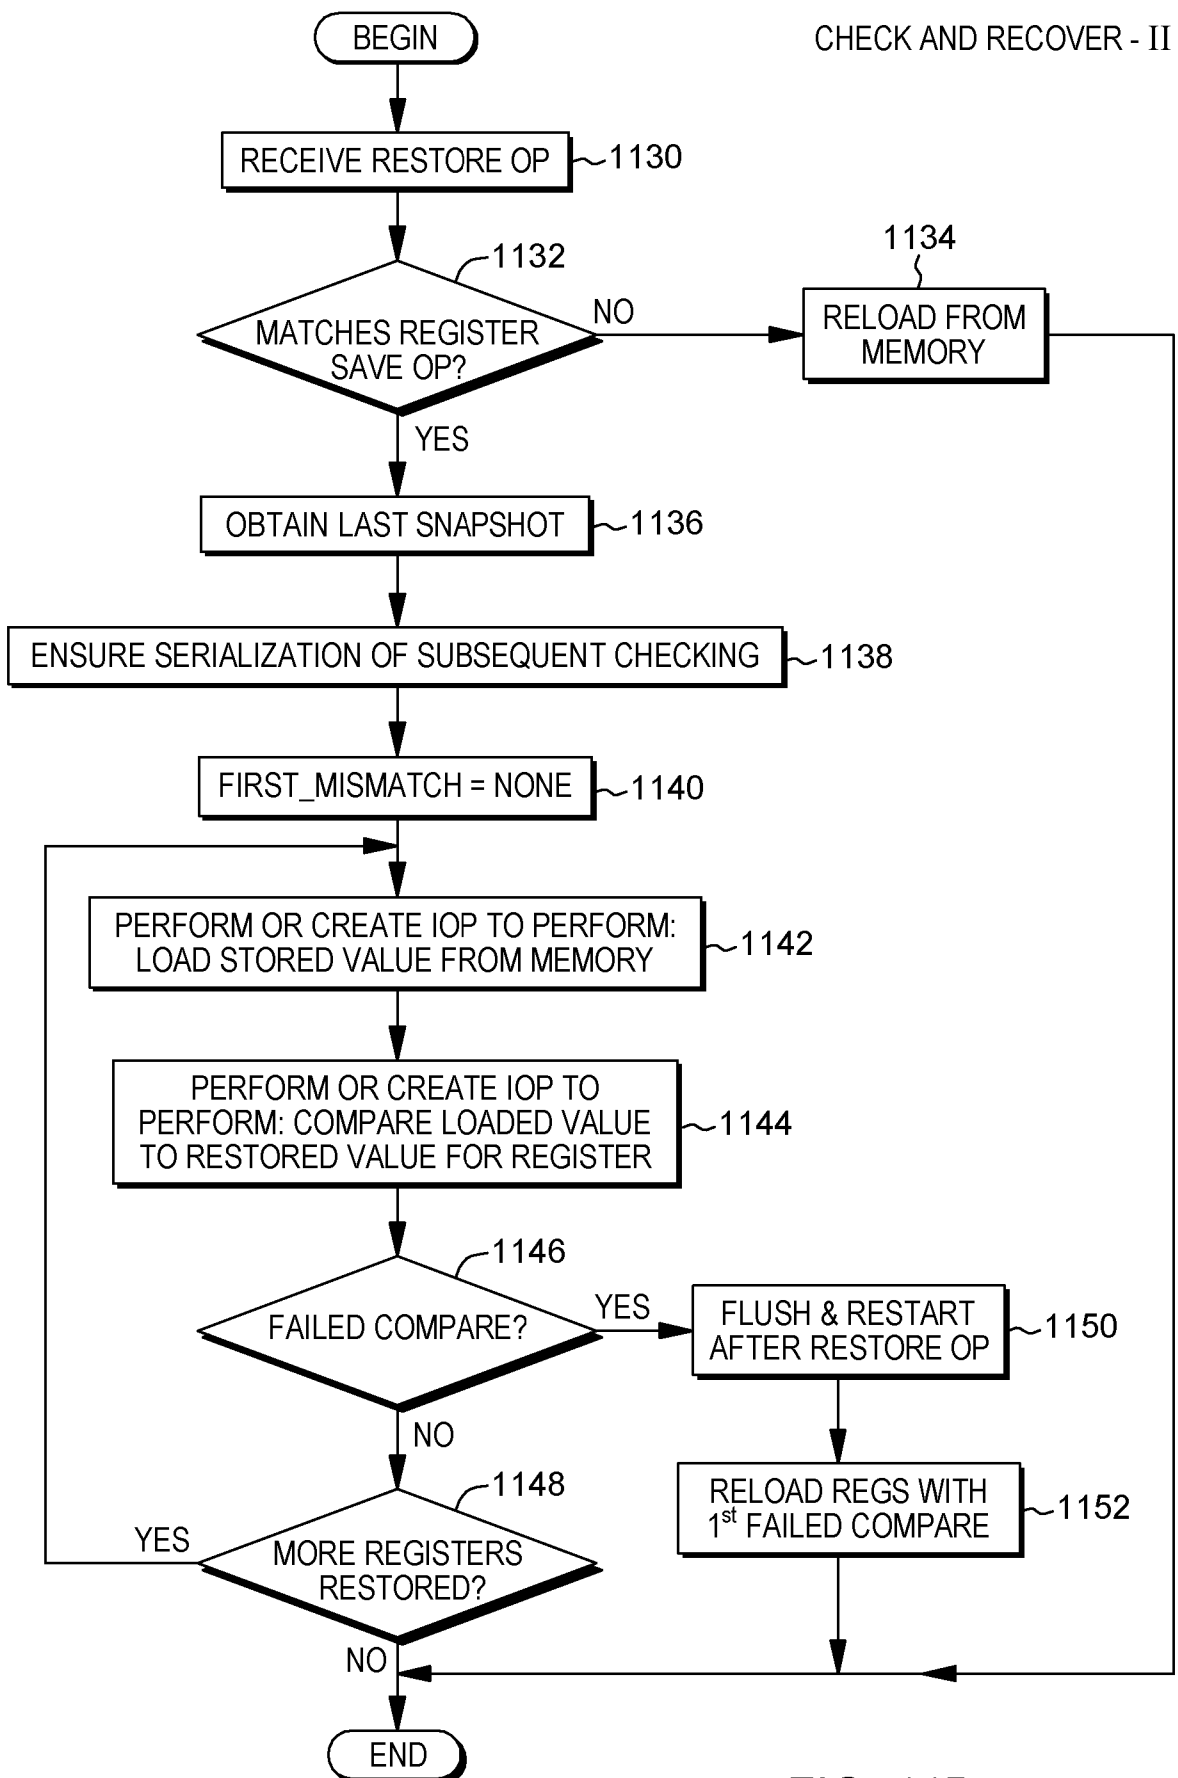 BEGIN
CHECK AND RECOVER - II
RECEIVE RESTORE OP
1130
1132
MATCHES REGISTER
SAVE OP?
NO
1134
RELOAD FROM
MEMORY
YES
OBTAIN LAST SNAPSHOT
1136
ENSURE SERIALIZATION OF SUBSEQUENT CHECKING
1138
FIRST_MISMATCH = NONE
1140
PERFORM OR CREATE IOP TO PERFORM:
LOAD STORED VALUE FROM MEMORY
1142
PERFORM OR CREATE IOP TO
PERFORM: COMPARE LOADED VALUE
TO RESTORED VALUE FOR REGISTER
1144
1146
FAILED COMPARE?
YES
FLUSH & RESTART
AFTER RESTORE OP
1150
NO
RELOAD REGS WITH
1st FAILED COMPARE
1152
1148
YES
MORE REGISTERS
RESTORED?
NO
END